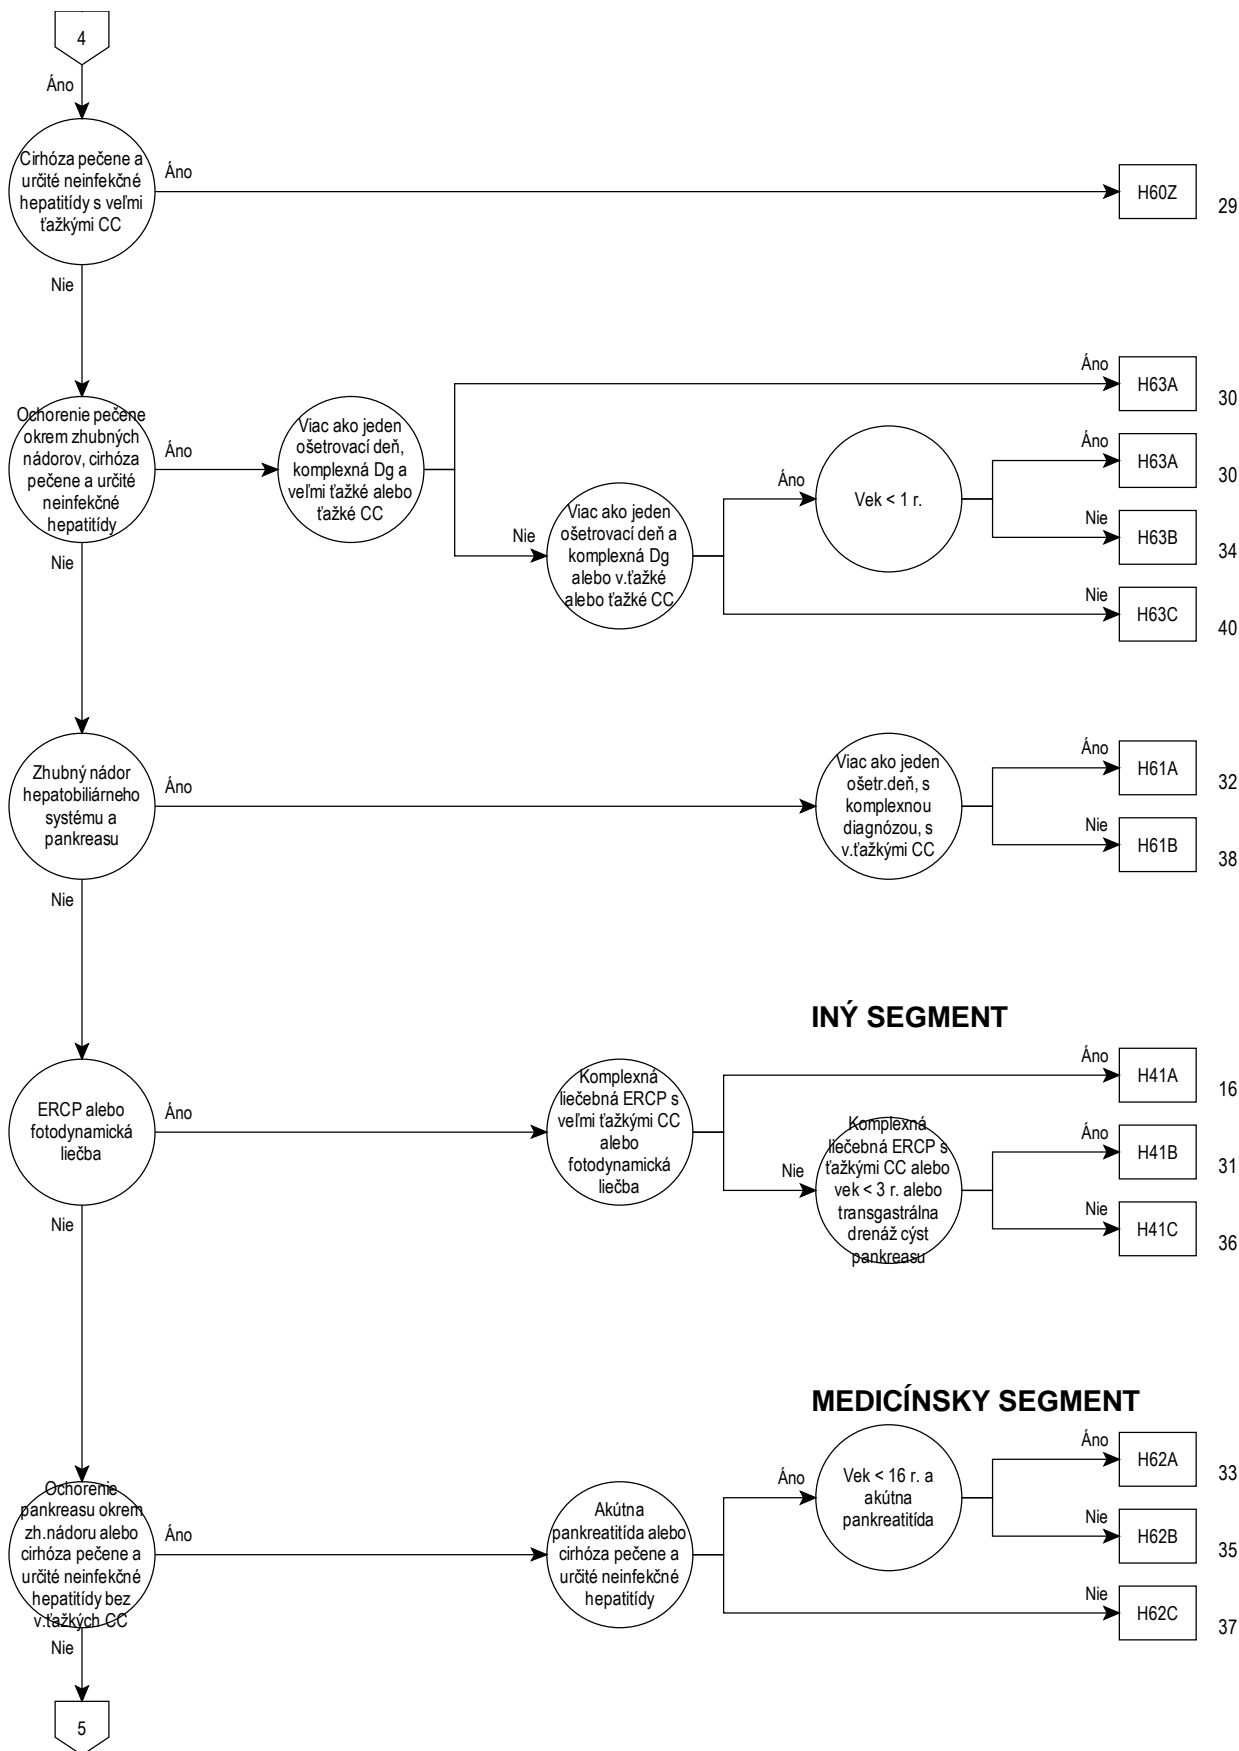 4
Áno
Cirhóza pečene a
určité neinfekčné
hepatitídy s veľmi
ťažkými CC
Áno
H60Z
29
Nie
Ochorenie pečene
okrem zhubných
nádorov, cirhóza
pečene a určité
neinfekčné
hepatitídy
Áno
Viac ako jeden
ošetrovací deň,
komplexná Dg a
veľmi ťažké alebo
ťažké CC
Áno
H63A
30
Nie
Viac ako jeden
ošetrovací deň a
komplexná Dg
alebo v.ťažké
alebo ťažké CC
Áno
Vek < 1 r.
Áno
H63A
30
Nie
H63B
34
Nie
H63C
40
Nie
Zhubný nádor
hepatobiliárneho
systému a
pankreasu
Áno
Viac ako jeden
ošetr.deň, s
komplexnou
diagnózou, s
v.ťažkými CC
Áno
H61A
32
Nie
H61B
38
Nie
INÝ SEGMENT
ERCP alebo
fotodynamická
liečba
Áno
Komplexná
liečebná ERCP s
veľmi ťažkými CC
alebo
fotodynamická
liečba
Áno
H41A
16
Nie
Komplexná
liečebná ERCP s
ťažkými CC alebo
vek < 3 r. alebo
transgastrálna
drenáž cýst
pankreasu
Áno
H41B
31
Nie
H41C
36
Nie
MEDICÍNSKY SEGMENT
Ochorenie
pankreasu okrem
zh.nádoru alebo
cirhóza pečene a
určité neinfekčné
hepatitídy bez
v.ťažkých CC
Áno
Akútna
pankreatitída alebo
cirhóza pečene a
určité neinfekčné
hepatitídy
Áno
Vek < 16 r. a
akútna
pankreatitída
Áno
H62A
33
Nie
H62B
35
Nie
H62C
37
Nie
5